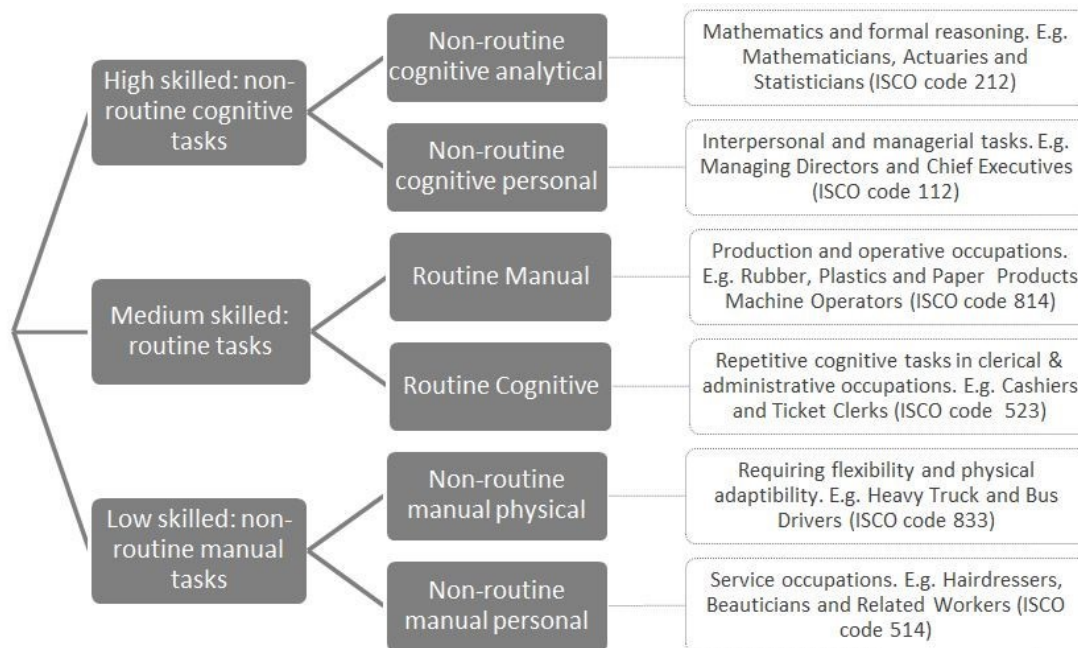 High skilled: non-
routine cognitive
tasks
Non-routine
cognitive analytical
Mathematics and formal reasoning. E.g.
Mathematicians, Actuaries and
Statisticians (ISCO code 212)
Non-routine
cognitive personal
Interpersonal and managerial tasks. E.g.
Managing Directors and Chief Executives
(ISCO code 112)
Medium skilled:
routine tasks
Routine Manual
Production and operative occupations.
E.g. Rubber, Plastics and Paper Products
Machine Operators (ISCO code 814)
Routine Cognitive
Repetitive cognitive tasks in clerical &
administrative occupations. E.g. Cashiers
and Ticket Clerks (ISCO code 523)
Low skilled: non-
routine manual
tasks
Non-routine
manual physical
Requiring flexibility and physical
adaptibility. E.g. Heavy Truck and Bus
Drivers (ISCO code 833)
Non-routine
manual personal
Service occupations. E.g. Hairdressers,
Beauticians and Related Workers (ISCO
code 514)